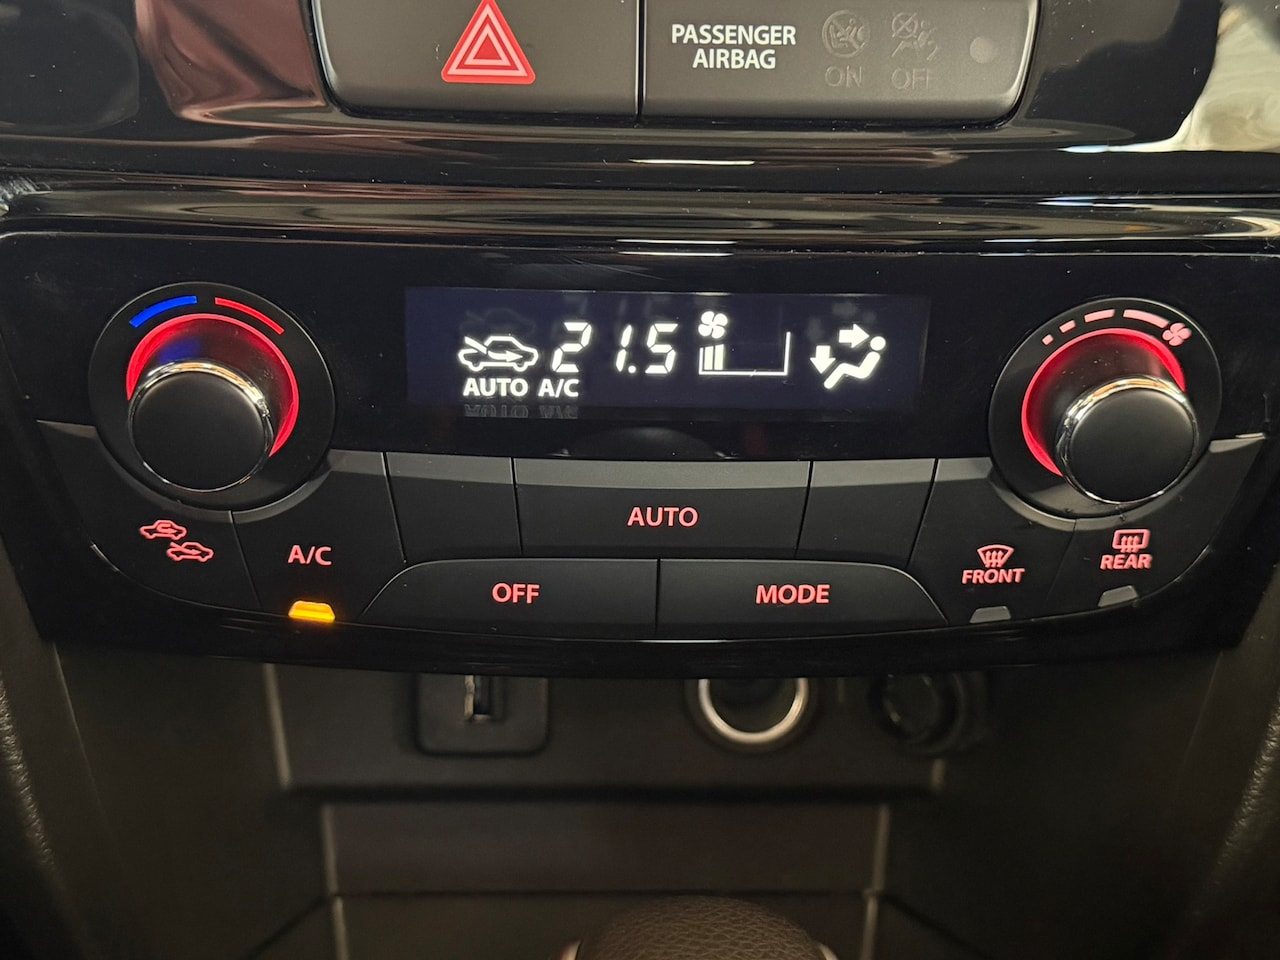 PASSENGER
AIRBAG
ON OFF
21.5
AUTO A/C
AUTO
A/C
OFF
MODE
FRONT
REAR